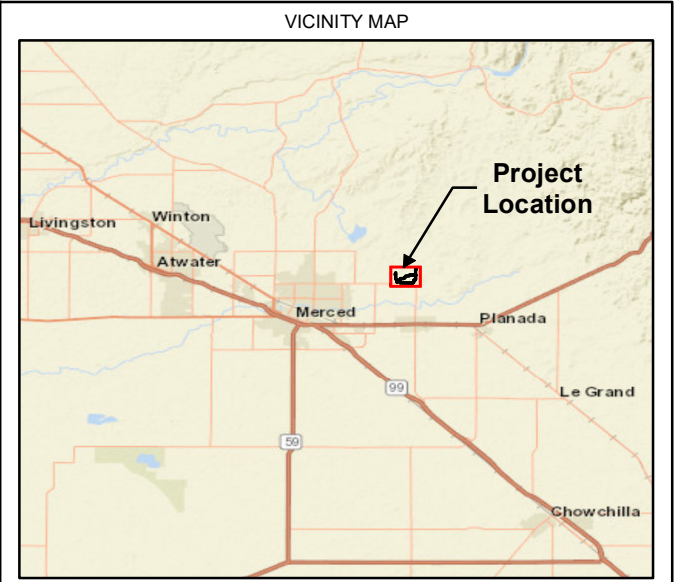 VICINITY MAP
Project
Location
Livingston
Winton
Atwater
Merced
Planada
99
Le Grand
59
Chowchilla